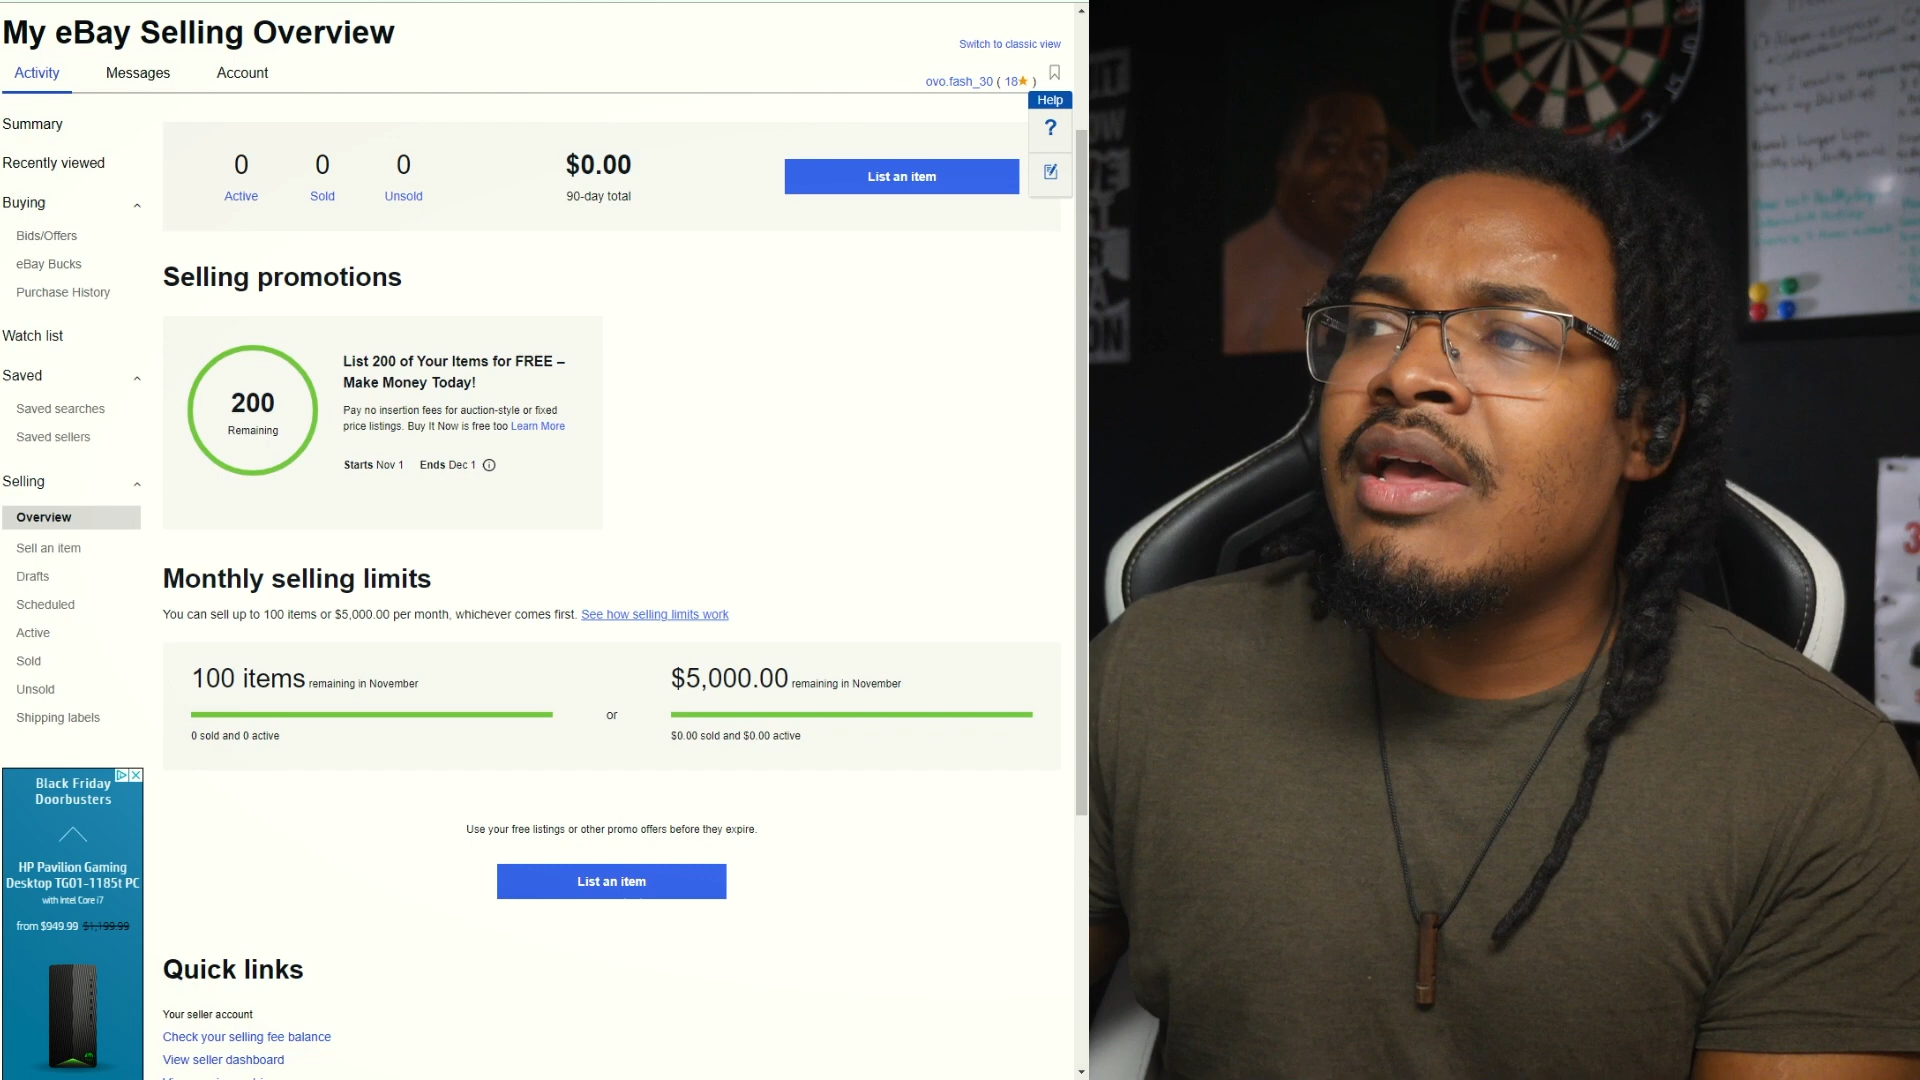 My eBay Selling Overview
Switch to classic view
Activity
Messages
Account
ovo.fash_30 ( 18★ )
Help
?
Summary
Recently viewed
Buying
Bids/Offers
eBay Bucks
Purchase History
Watch list
Saved
Saved searches
Saved sellers
Selling
Overview
Sell an item
Drafts
Scheduled
Active
Sold
Unsold
Shipping labels
0
0
0
$0.00
Active
Sold
Unsold
90-day total
List an item
Selling promotions
200
Remaining
List 200 of Your Items for FREE –
Make Money Today!
Pay no insertion fees for auction-style or fixed
price listings. Buy It Now is free too Learn More
Starts Nov 1 Ends Dec 1
Monthly selling limits
You can sell up to 100 items or $5,000.00 per month, whichever comes first. See how selling limits work
100 items remaining in November
0 sold and 0 active
or
$5,000.00 remaining in November
$0.00 sold and $0.00 active
Use your free listings or other promo offers before they expire.
List an item
Quick links
Your seller account
Check your selling fee balance
View seller dashboard
Black Friday
Doorbusters
HP Pavilion Gaming
Desktop TG01-1185t PC
with Intel Core i7
from $949.99 $1,199.99